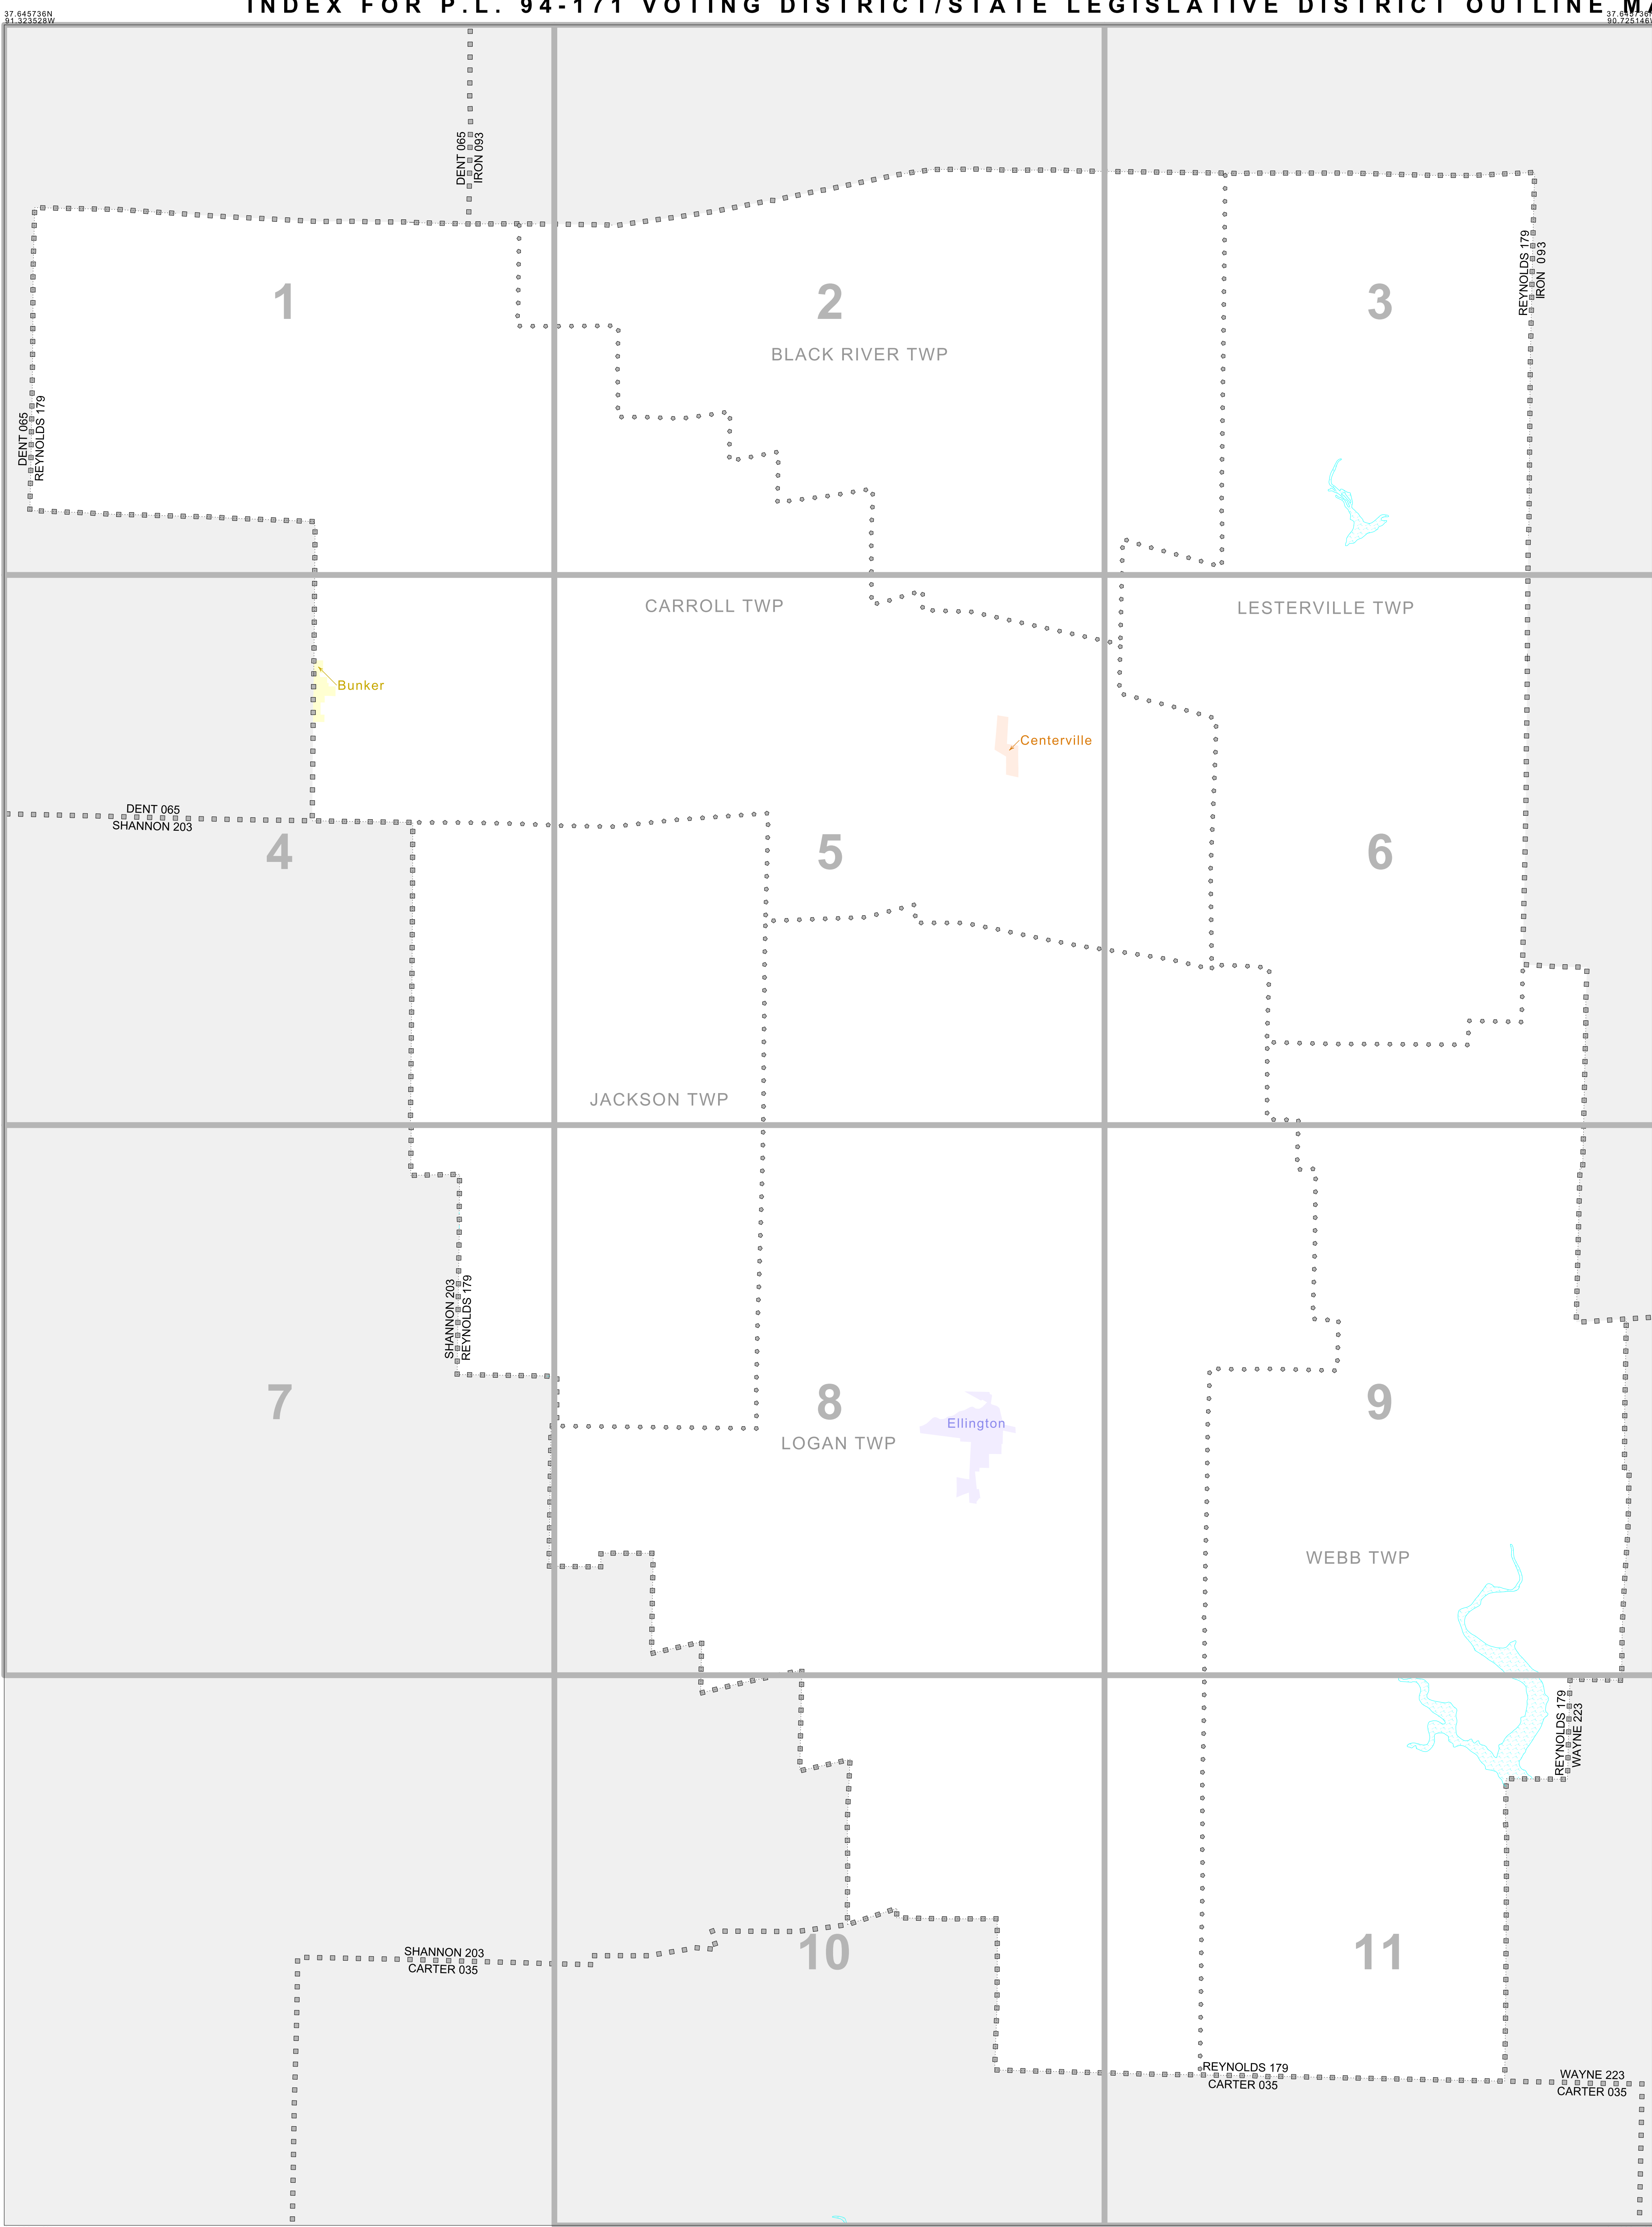 INDEX FOR P.L. 94-171 VOTING DISTRICT/STATE LEGISLATIVE DISTRICT OUTLINE MA
37.645736N
91.323528W
90.725146W
DENT 065
IRON 093
REYNOLDS 179
IRON 093
1
2
3
BLACK RIVER TWP
DENT 065
REYNOLDS 179
CARROLL TWP
LESTERVILLE TWP
Bunker
Centerville
DENT 065
SHANNON 203
4
5
6
JACKSON TWP
SHANNON 203
REYNOLDS 179
7
8
9
Ellington
LOGAN TWP
WEBB TWP
REYNOLDS 179
WAYNE 223
SHANNON 203
CARTER 035
10
11
REYNOLDS 179
CARTER 035
WAYNE 223
CARTER 035